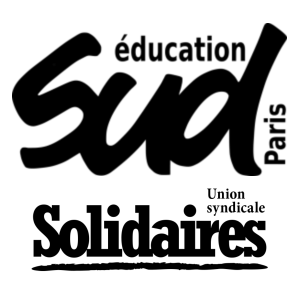 éducation
Sud
Paris
Union
syndicale
Solidaires